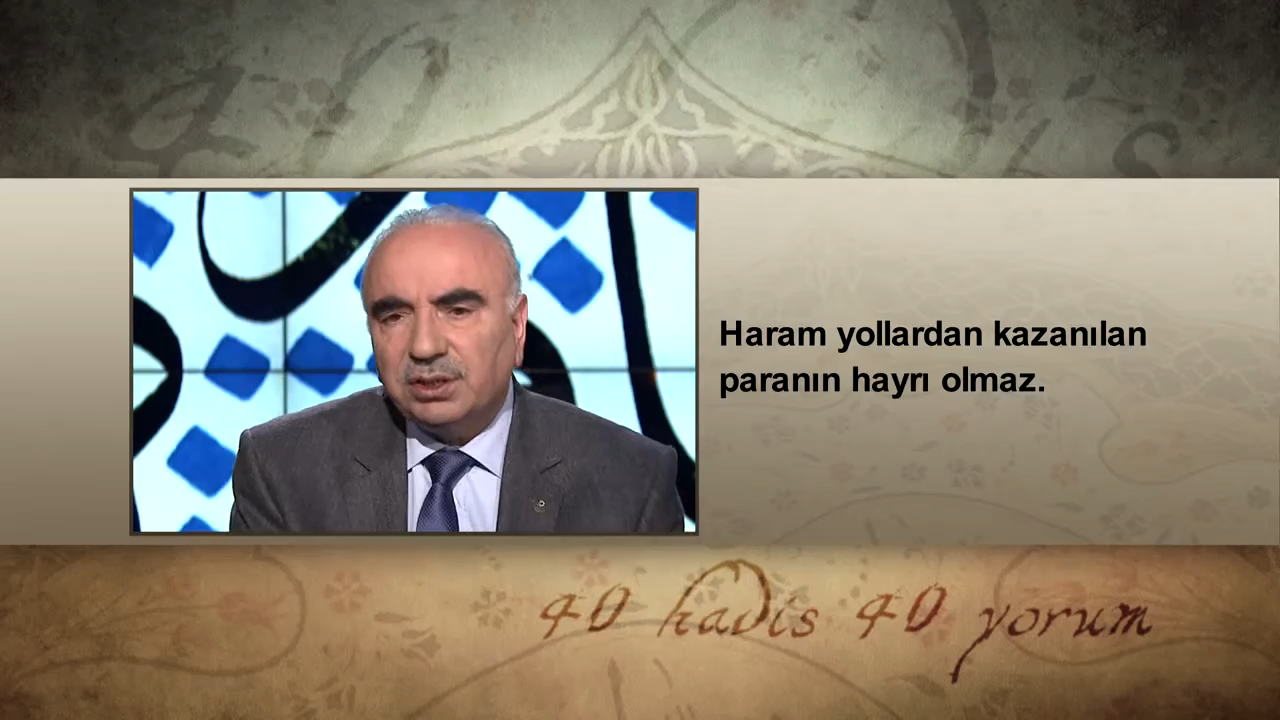 Haram yollardan kazanılan
paranın hayrı olmaz.
40 hadis 40 yorum